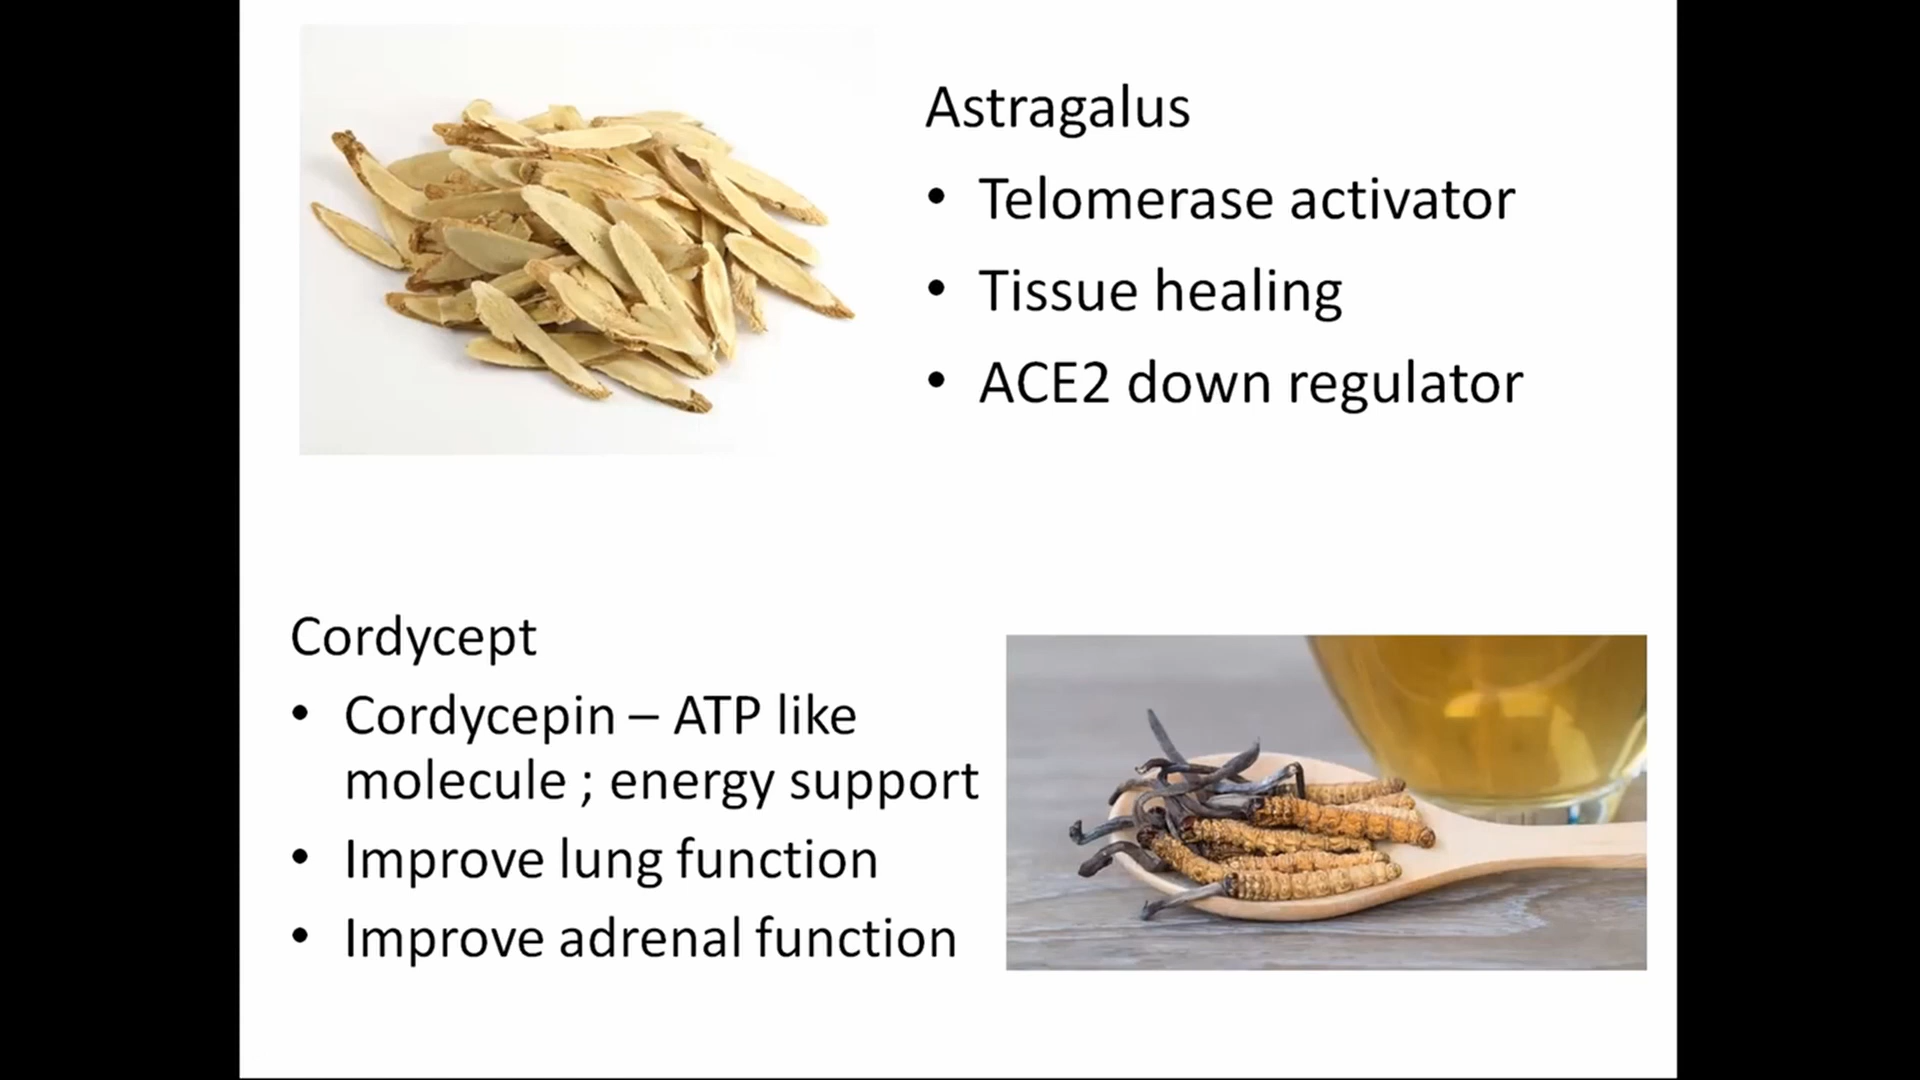 Astragalus
• Telomerase activator
• Tissue healing
• ACE2 down regulator
Cordycept
• Cordycepin – ATP like
molecule ; energy support
• Improve lung function
• Improve adrenal function